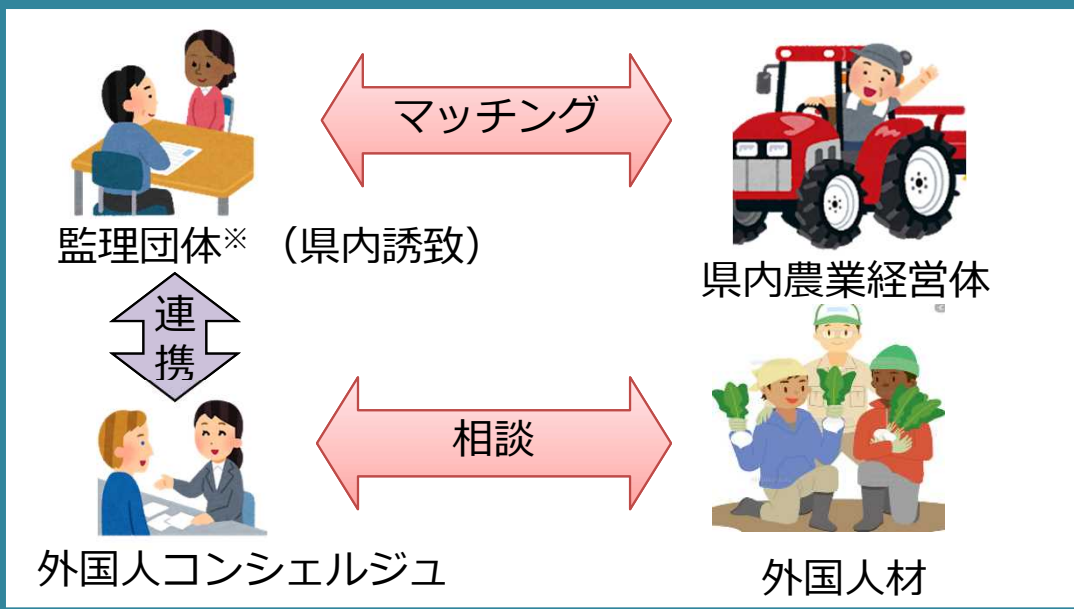 マッチング
監理団体※ （県内誘致）
県内農業経営体
連
携
相談
外国人コンシェルジュ
外国人材